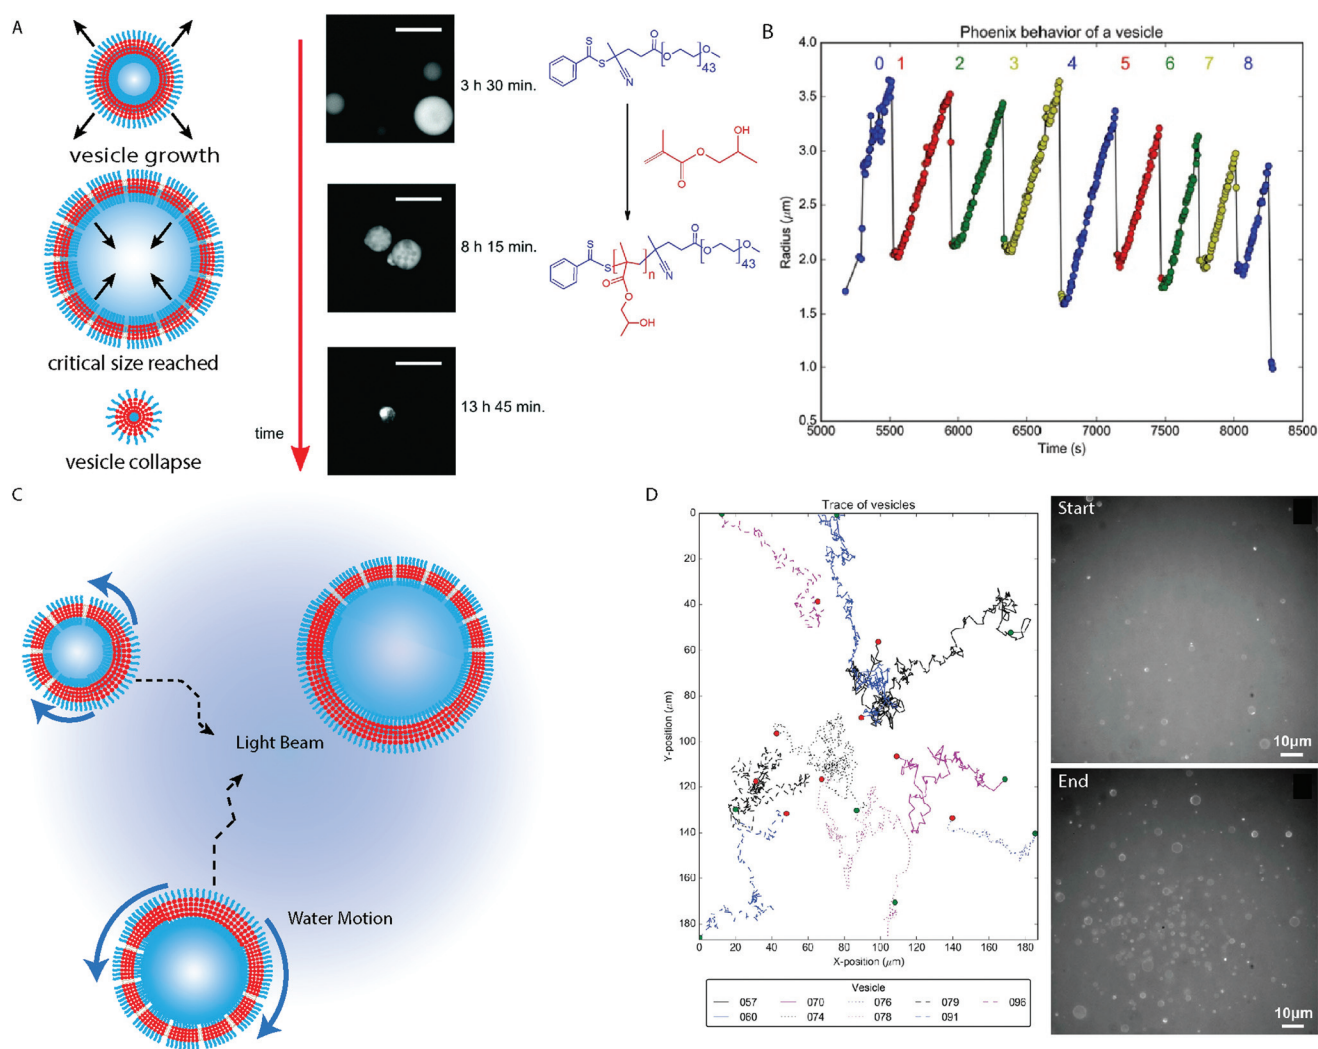 A
vesicle growth
critical size reached
vesicle collapse
time
3 h 30 min.
8 h 15 min.
13 h 45 min.
S
S
N
O
O
O
O
43
O
O
OH
S
S
n
N
O
O
O
O
43
O
O
OH
B
Phoenix behavior of a vesicle
0 1 2 3 4 5 6 7 8
Radius (μm)
4.0
3.5
3.0
2.5
2.0
1.5
1.0
0.5
5000 5500 6000 6500 7000 7500 8000 8500
Time (s)
C
Light Beam
Water Motion
D
Trace of vesicles
Y-position (μm)
0
20
40
60
80
100
120
140
160
180
0 20 40 60 80 100 120 140 160 180
X-position (μm)
Vesicle
057 070 076 079 096
060 074 078 091
Start
10μm
End
10μm